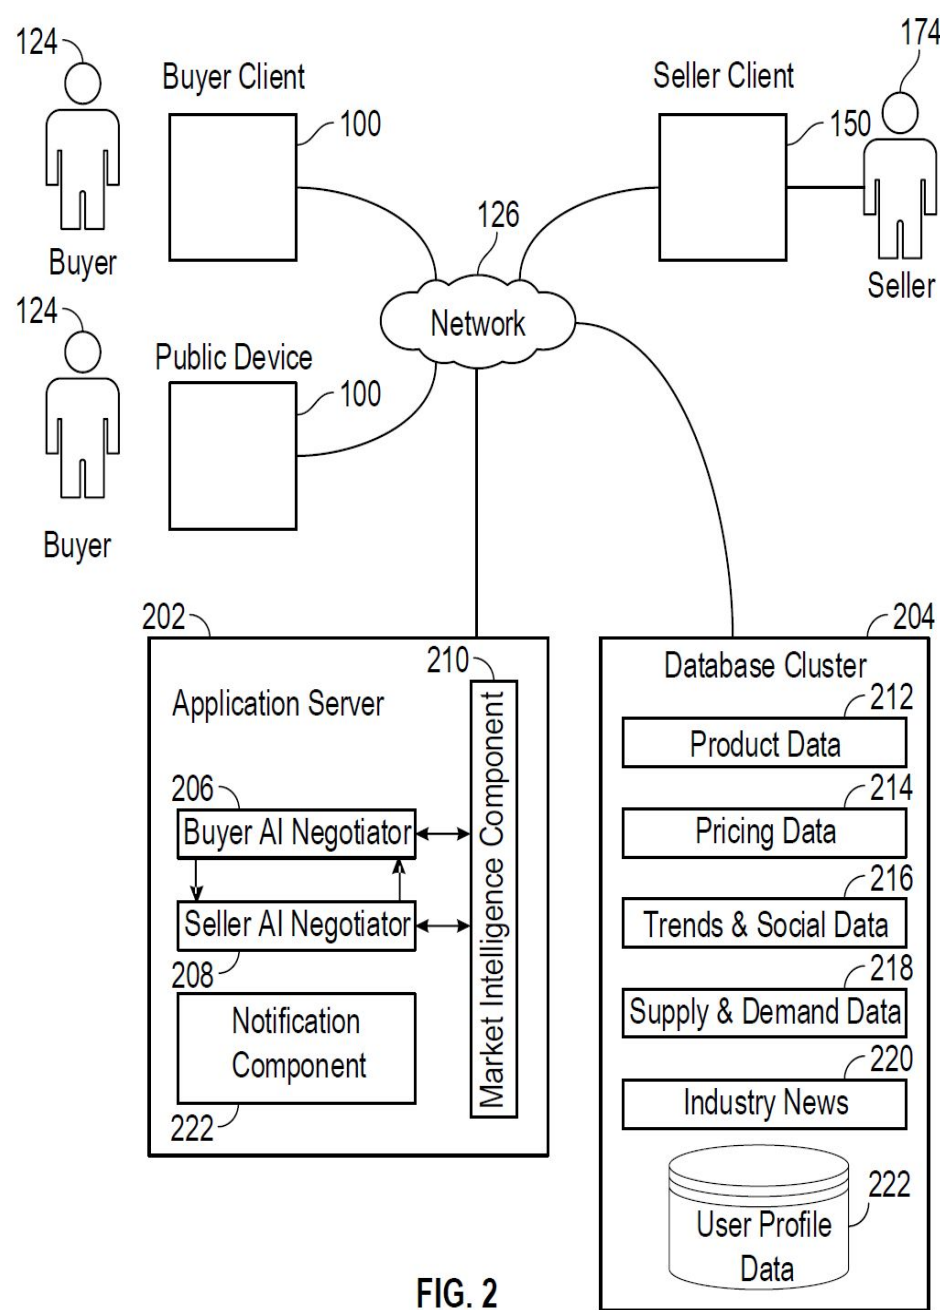 124
Buyer Client
100
Buyer
Seller Client
150
174
Seller
126
Network
124
Public Device
100
Buyer
202
Application Server
210
Market Intelligence Component
206
Buyer AI Negotiator
Seller AI Negotiator
208
Notification
Component
222
204
Database Cluster
212
Product Data
214
Pricing Data
216
Trends & Social Data
218
Supply & Demand Data
220
Industry News
222
User Profile
Data
FIG. 2